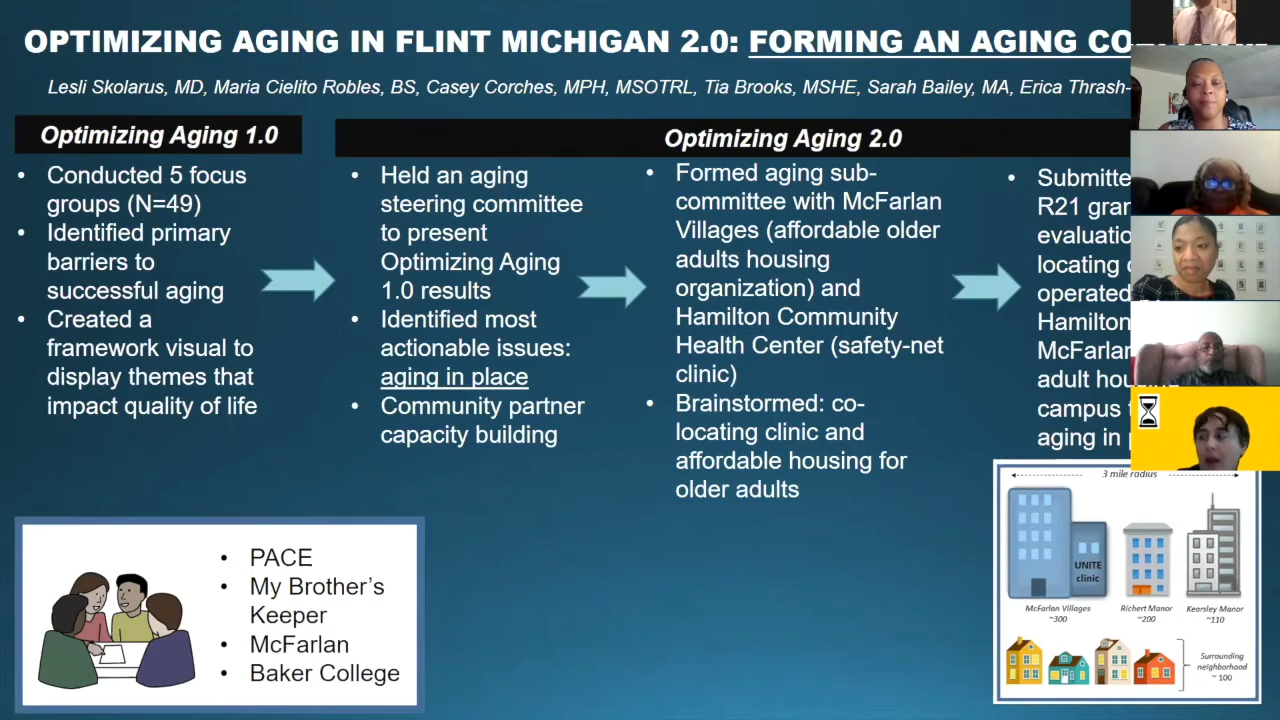 OPTIMIZING AGING IN FLINT MICHIGAN 2.0: FORMING AN AGING
Lesli Skolarus, MD, Maria Cielito Robles, BS, Casey Corches, MPH, MSOTRL, Tia Brooks, MSHE, Sarah Bailey, MA, Erica Thrash-
Optimizing Aging 1.0
• Conducted 5 focus
groups (N=49)
• Identified primary
barriers to
successful aging
• Created a
framework visual to
display themes that
impact quality of life
Optimizing Aging 2.0
• Held an aging
steering committee
to present
Optimizing Aging
1.0 results
• Identified most
actionable issues:
aging in place
• Community partner
capacity building
• Formed aging sub-
committee with McFarlan
Villages (affordable older
adults housing
organization) and
Hamilton Community
Health Center (safety-net
clinic)
• Brainstormed: co-
locating clinic and
affordable housing for
older adults
•
R21
locating
operated
Hamilton
adult
campus
aging in
• PACE
• My Brother's
Keeper
• McFarlan
• Baker College
3 mile radius
UNITE
clinic
McFarlan Villages
~300
Richert Manor
~200
Kearsley Manor
~110
Surrounding
neighborhood
~ 100